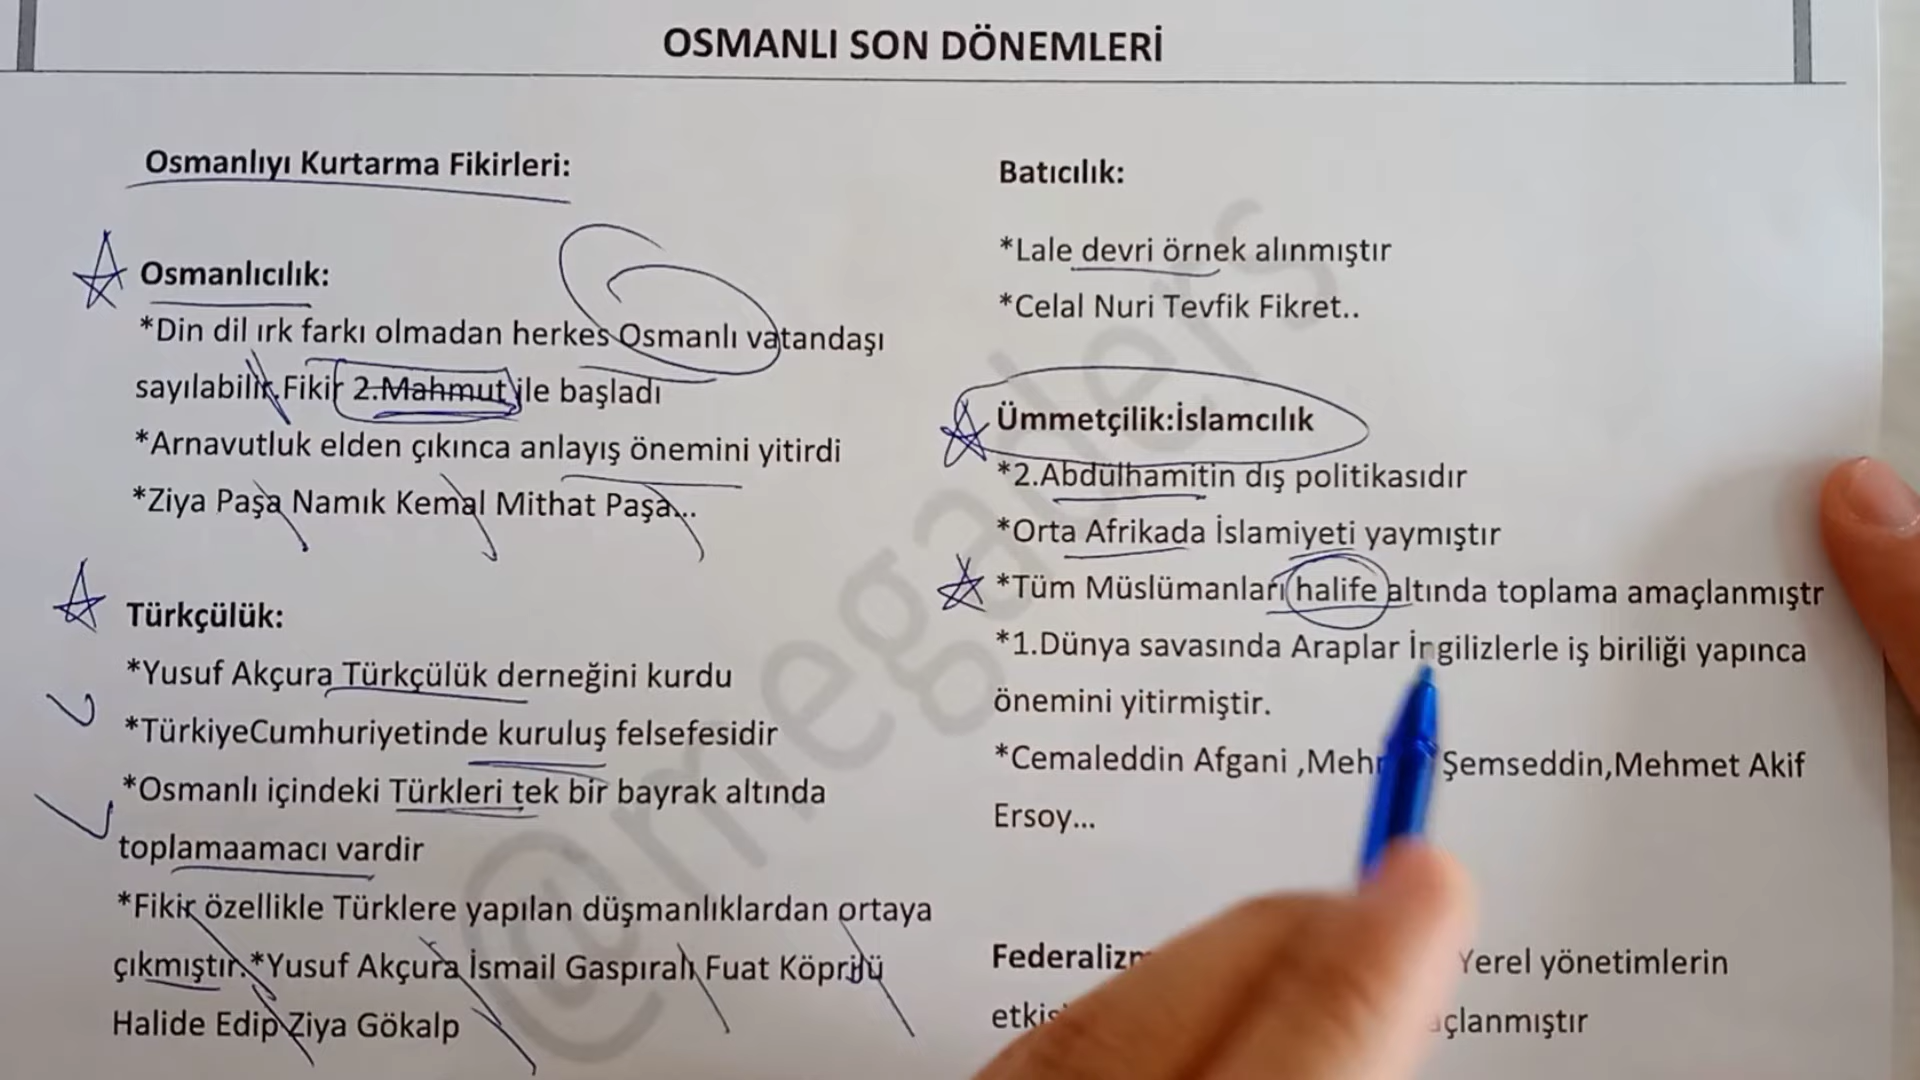 OSMANLI SON DÖNEMLERİ
Osmanlıyı Kurtarma Fikirleri:
Osmanlıcılık:
*Din dil ırk farkı olmadan herkes Osmanlı vatandaşı
sayılabilir.Fikir 2.Mahmut ile başladı
*Arnavutluk elden çıkınca anlayış önemini yitirdi
*Ziya Paşa Namık Kemal Mithat Paşa...
Türkçülük:
*Yusuf Akçura Türkçülük derneğini kurdu
*TürkiyeCumhuriyetinde kuruluş felsefesidir
*Osmanlı içindeki Türkleri tek bir bayrak altında
toplamaamacı vardir
*Fikir özellikle Türklere yapılan düşmanlıklardan ortaya
çıkmıştır.*Yusuf Akçura İsmail Gaspıralı Fuat Köprülü
Halide Edip Ziya Gökalp
Batıcılık:
*Lale devri örnek alınmıştır
*Celal Nuri Tevfik Fikret..
Ümmetçilik:İslamcılık
*2.Abdülhamitin dış politikasıdır
*Orta Afrikada İslamiyeti yaymıştır
*Tüm Müslümanları halife altında toplama amaçlanmıştr
*1.Dünya savasında Araplar İngilizlerle iş biriliği yapınca
önemini yitirmiştir.
*Cemaleddin Afgani ,Meh Şemseddin,Mehmet Akif
Ersoy...
Federaliz Yerel yönetimlerin
etki açlanmıştır
@megaders